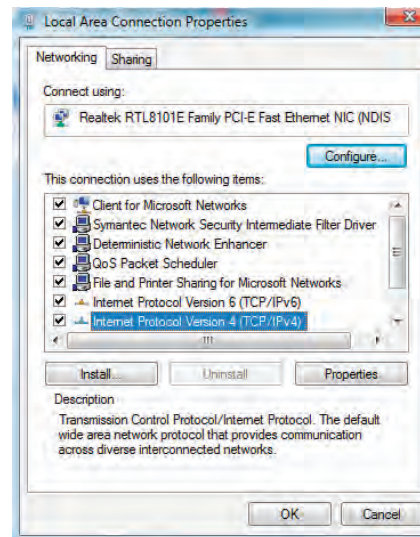 Local Area Connection Properties
Networking Sharing
Connect using:
Realtek RTL8101E Family PCI-E Fast Ethernet NIC (NDIS
Configure...
This connection uses the following items:
Client for Microsoft Networks
Symantec Network Security Intermediate Filter Driver
Deterministic Network Enhancer
QoS Packet Scheduler
File and Printer Sharing for Microsoft Networks
Internet Protocol Version 6 (TCP/IPv6)
Internet Protocol Version 4 (TCP/IPv4)
Install... Uninstall Properties
Description
Transmission Control Protocol/Internet Protocol. The default
wide area network protocol that provides communication
across diverse interconnected networks.
OK Cancel